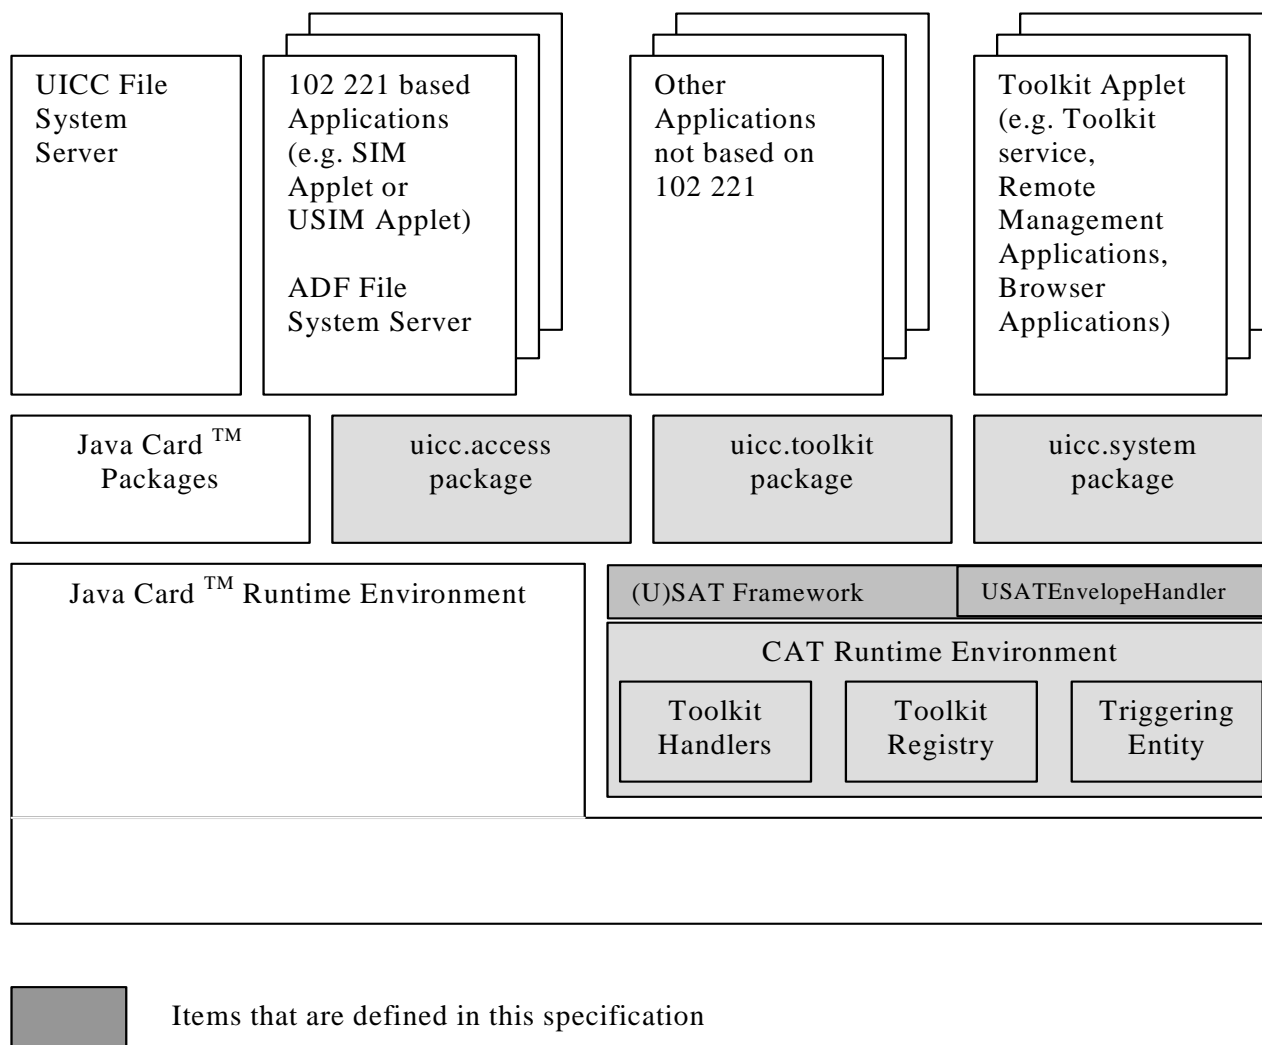 UICC File
System
Server
102 221 based
Applications
(e.g. SIM
Applet or
USIM Applet)
ADF File
System Server
Other
Applications
not based on
102 221
Toolkit Applet
(e.g. Toolkit
service,
Remote
Management
Applications,
Browser
Applications)
Java Card TM
Packages
uicc.access
package
uicc.toolkit
package
uicc.system
package
Java Card TM Runtime Environment
(U)SAT Framework
USATEnvelopeHandler
CAT Runtime Environment
Toolkit
Handlers
Toolkit
Registry
Triggering
Entity
Items that are defined in this specification